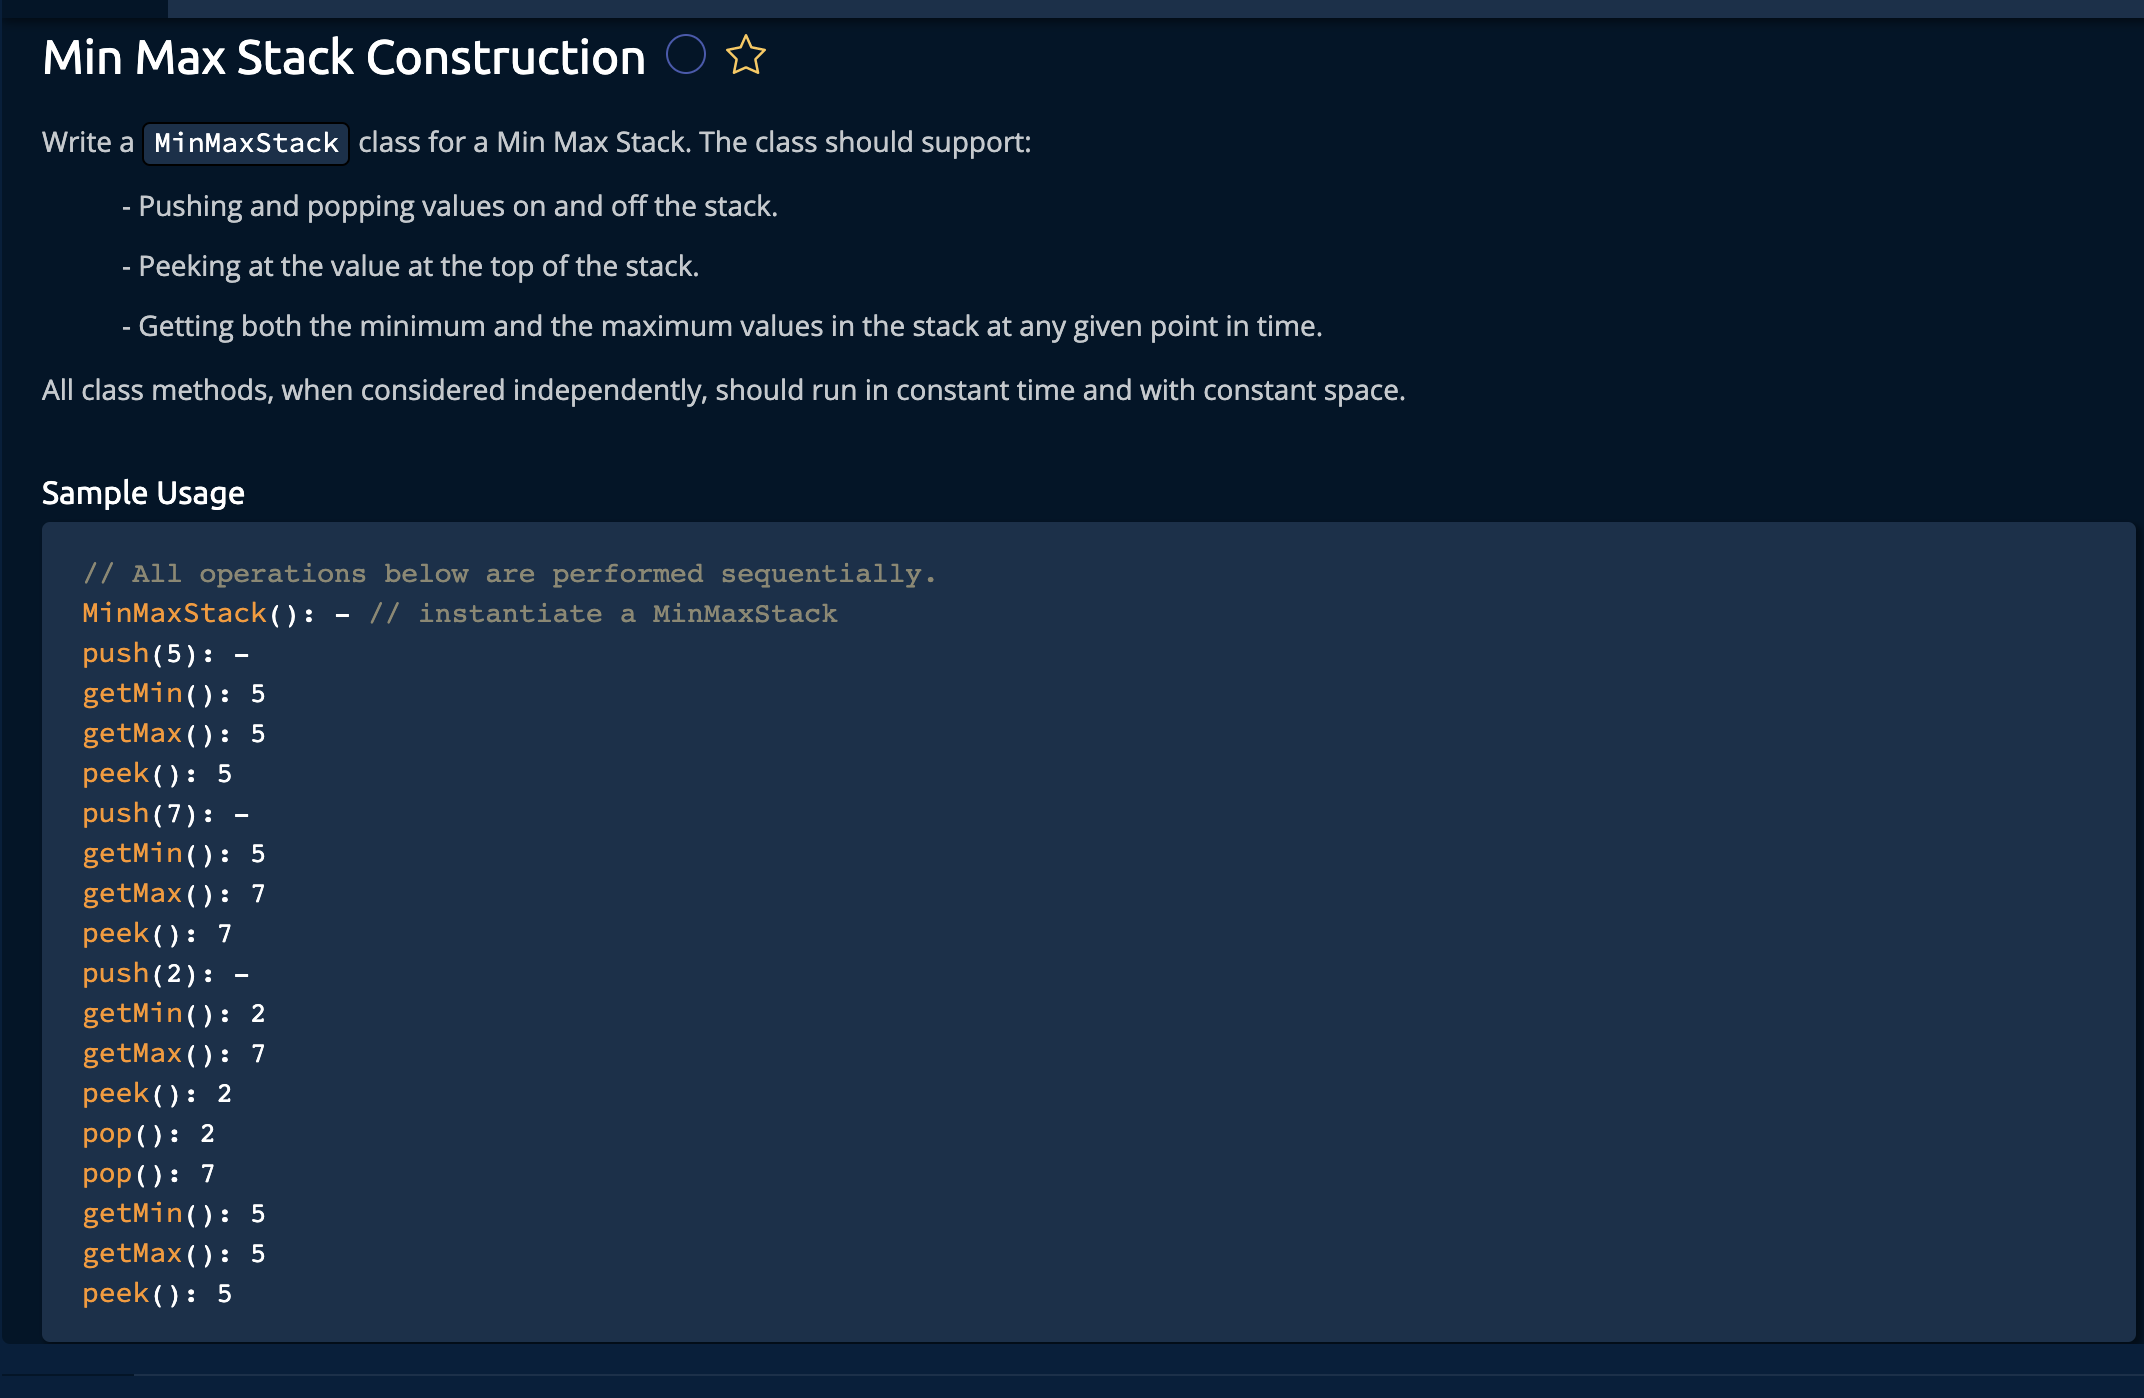 Min Max Stack Construction
Write a MinMaxStack class for a Min Max Stack. The class should support:
- Pushing and popping values on and off the stack.
- Peeking at the value at the top of the stack.
- Getting both the minimum and the maximum values in the stack at any given point in time.
All class methods, when considered independently, should run in constant time and with constant space.
Sample Usage
// All operations below are performed sequentially.
MinMaxStack(): - // instantiate a MinMaxStack
push(5): -
getMin(): 5
getMax(): 5
peek(): 5
push(7): -
getMin(): 5
getMax(): 7
peek(): 7
push(2): -
getMin(): 2
getMax(): 7
peek(): 2
pop(): 2
pop(): 7
getMin(): 5
getMax(): 5
peek(): 5